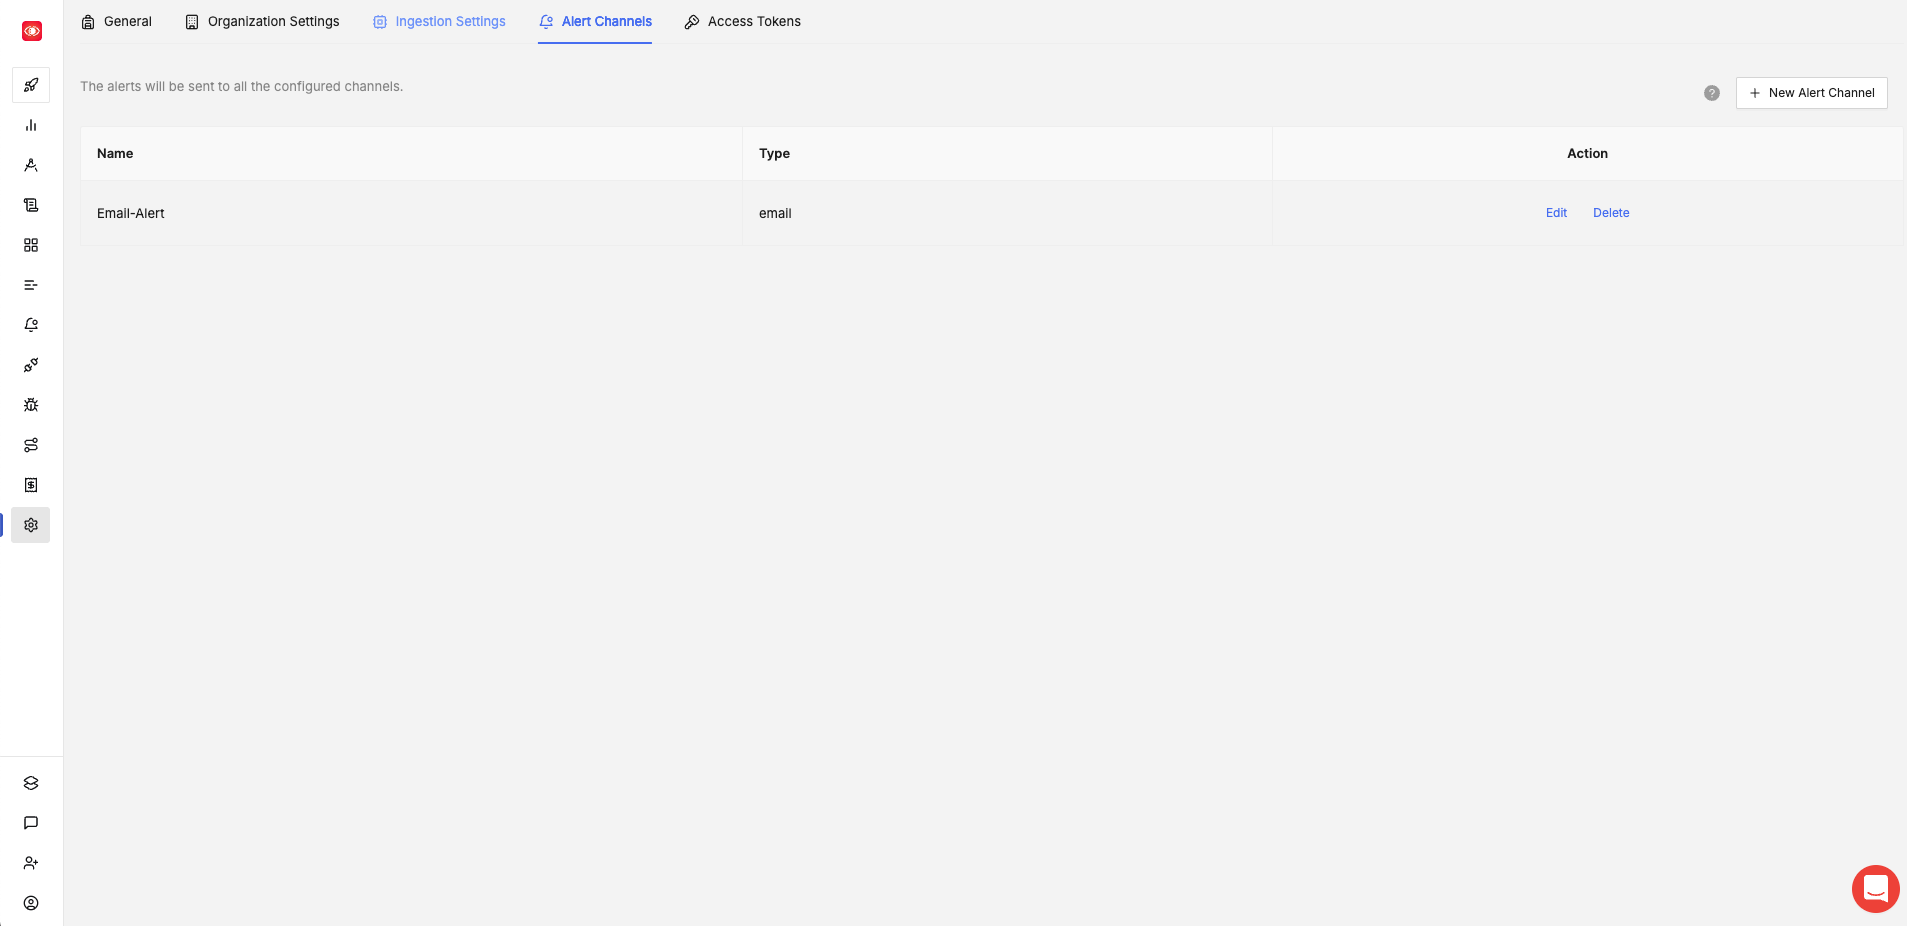 General
Organization Settings
Ingestion Settings
Alert Channels
Access Tokens
The alerts will be sent to all the configured channels.
?
+ New Alert Channel
Name
Type
Action
Email-Alert
email
Edit
Delete